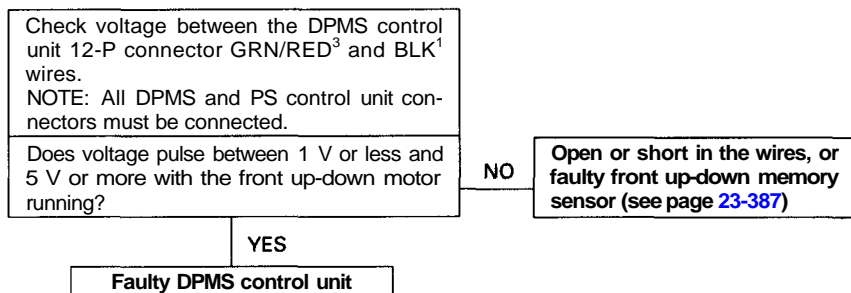 Check voltage between the DPMS control
unit 12-P connector GRN/RED³ and BLK¹
wires.
NOTE: All DPMS and PS control unit con-
nectors must be connected.
Does voltage pulse between 1 V or less and
5 V or more with the front up-down motor
running?
NO
Open or short in the wires, or
faulty front up-down memory
sensor (see page 23-387)
YES
Faulty DPMS control unit